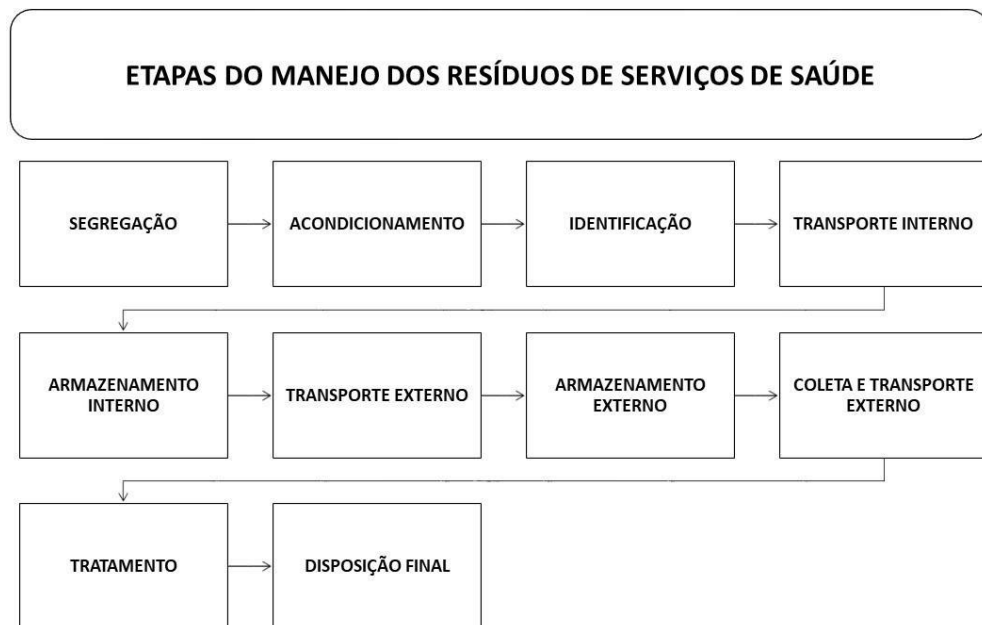 ETAPAS DO MANEJO DOS RESÍDUOS DE SERVIÇOS DE SAÚDE
SEGREGAÇÃO
ACONDICIONAMENTO
IDENTIFICAÇÃO
TRANSPORTE INTERNO
ARMAZENAMENTO
INTERNO
TRANSPORTE EXTERNO
ARMAZENAMENTO
EXTERNO
COLETA E TRANSPORTE
EXTERNO
TRATAMENTO
DISPOSIÇÃO FINAL